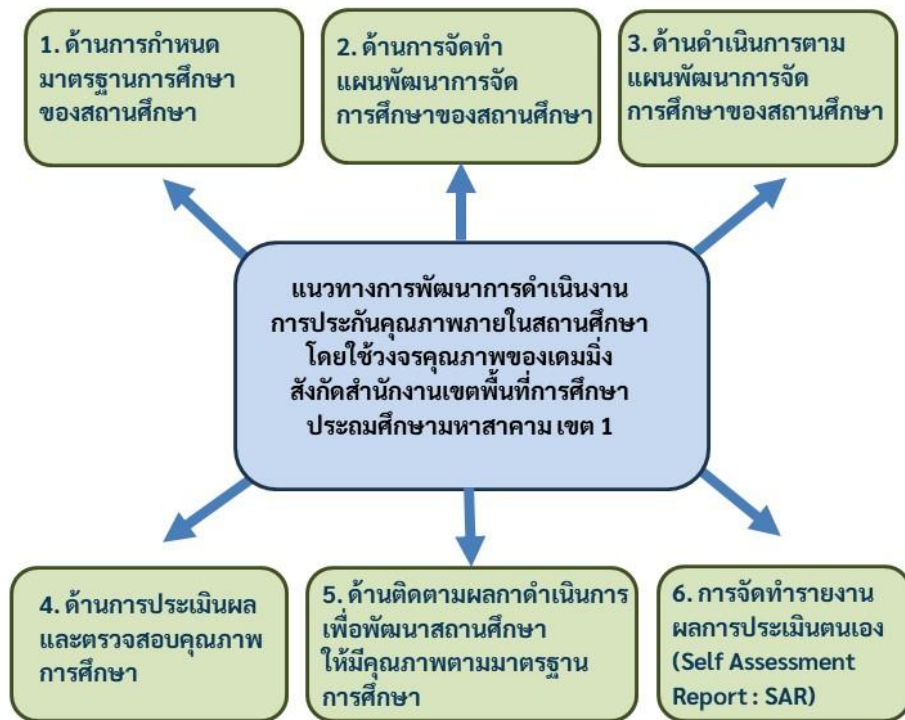 1. ด้านการกำหนด
มาตรฐานการศึกษา
ของสถานศึกษา
2. ด้านการจัดทำ
แผนพัฒนาการจัด
การศึกษาของสถานศึกษา
3. ด้านดำเนินการตาม
แผนพัฒนาการจัด
การศึกษาของสถานศึกษา
แนวทางการพัฒนาการดำเนินงาน
การประกันคุณภาพภายในสถานศึกษา
โดยใช้วงจรคุณภาพของเดมมิ่ง
สังกัดสำนักงานเขตพื้นที่การศึกษา
ประถมศึกษามหาสาคาม เขต 1
4. ด้านการประเมินผล
และตรวจสอบคุณภาพ
การศึกษา
5. ด้านติดตามผลกาดำเนินการ
เพื่อพัฒนาสถานศึกษา
ให้มีคุณภาพตามมาตรฐาน
การศึกษา
6. การจัดทำรายงาน
ผลการประเมินตนเอง
(Self Assessment
Report : SAR)